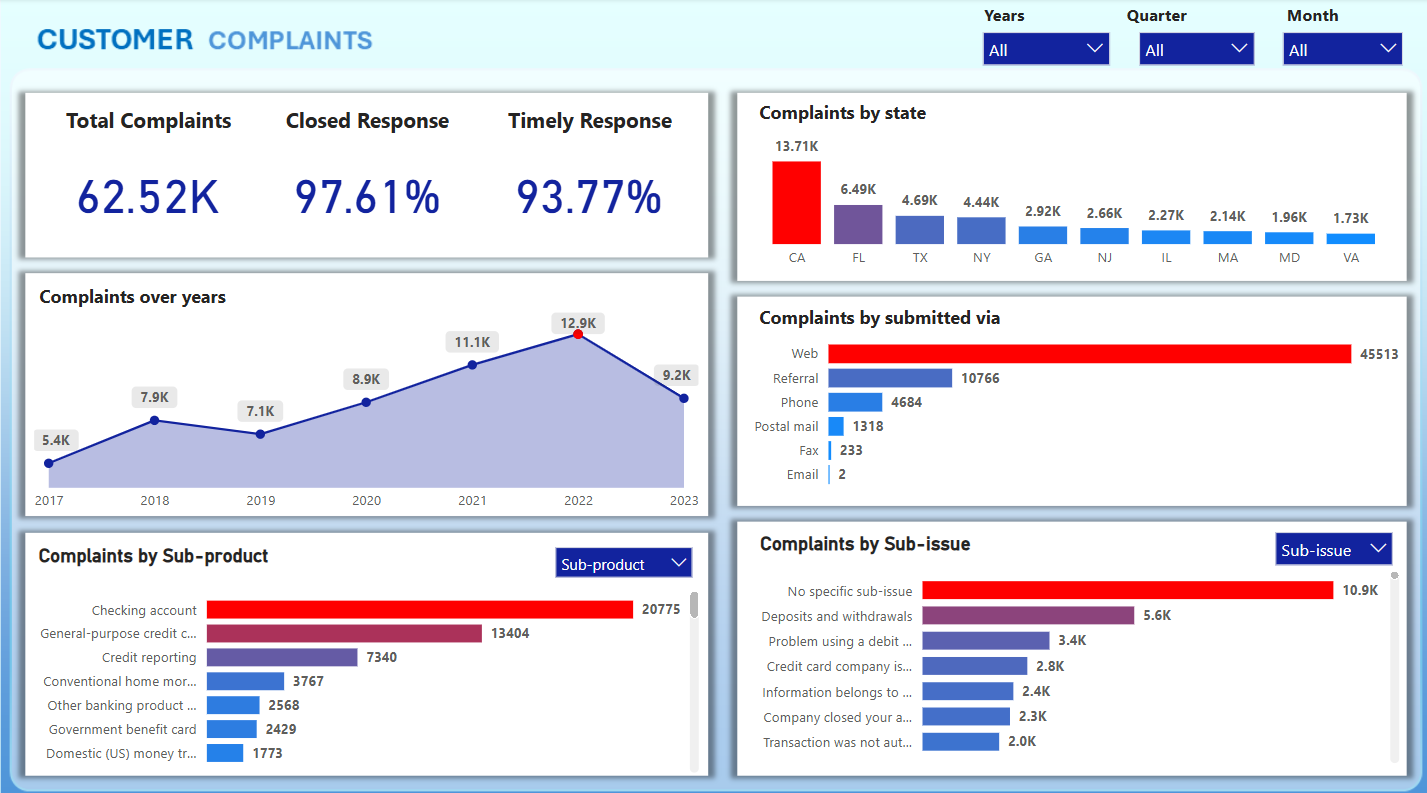 CUSTOMER COMPLAINTS
Years
Quarter
Month
All
All
All
Total Complaints
Closed Response
Timely Response
62.52K
97.61%
93.77%
Complaints by state
13.71K
6.49K
4.69K
4.44K
2.92K
2.66K
2.27K
2.14K
1.96K
1.73K
CA
FL
TX
NY
GA
NJ
IL
MA
MD
VA
Complaints over years
5.4K
7.9K
7.1K
8.9K
11.1K
12.9K
9.2K
2017
2018
2019
2020
2021
2022
2023
Complaints by submitted via
Web 45513
Referral 10766
Phone 4684
Postal mail 1318
Fax 233
Email 2
Complaints by Sub-product
Sub-product
Checking account 20775
General-purpose credit c... 13404
Credit reporting 7340
Conventional home mor... 3767
Other banking product ... 2568
Government benefit card 2429
Domestic (US) money tr... 1773
Complaints by Sub-issue
Sub-issue
No specific sub-issue 10.9K
Deposits and withdrawals 5.6K
Problem using a debit ... 3.4K
Credit card company is... 2.8K
Information belongs to ... 2.4K
Company closed your a... 2.3K
Transaction was not aut... 2.0K